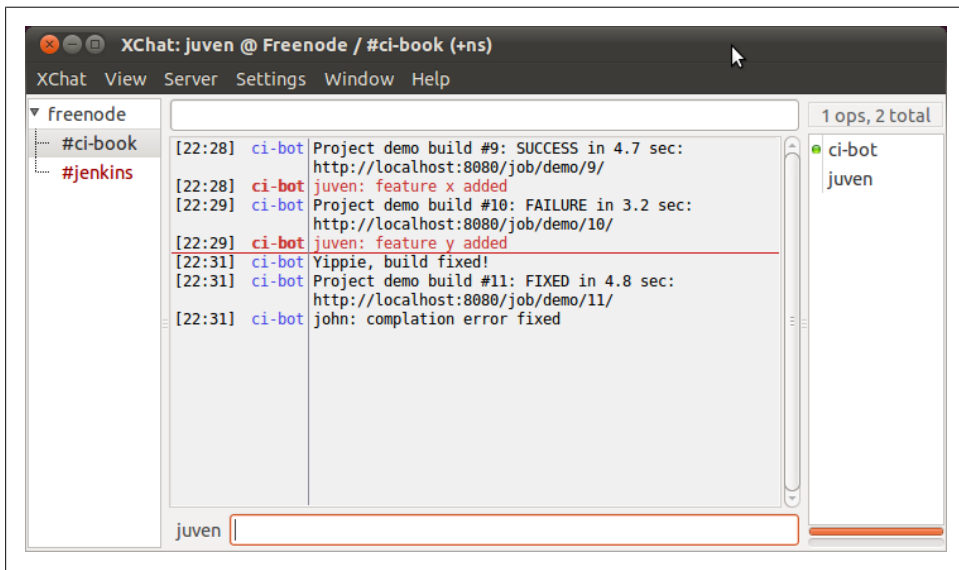 XChat: juven @ Freenode / #ci-book (+ns)
XChat View Server Settings Window Help
freenode
#ci-book
#jenkins
[22:28] ci-bot Project demo build #9: SUCCESS in 4.7 sec:
http://localhost:8080/job/demo/9/
[22:28] ci-bot juven: feature x added
[22:29] ci-bot Project demo build #10: FAILURE in 3.2 sec:
http://localhost:8080/job/demo/10/
[22:29] ci-bot juven: feature y added
[22:31] ci-bot Yippie, build fixed!
[22:31] ci-bot Project demo build #11: FIXED in 4.8 sec:
http://localhost:8080/job/demo/11/
[22:31] ci-bot john: complation error fixed
1 ops, 2 total
ci-bot
juven
juven